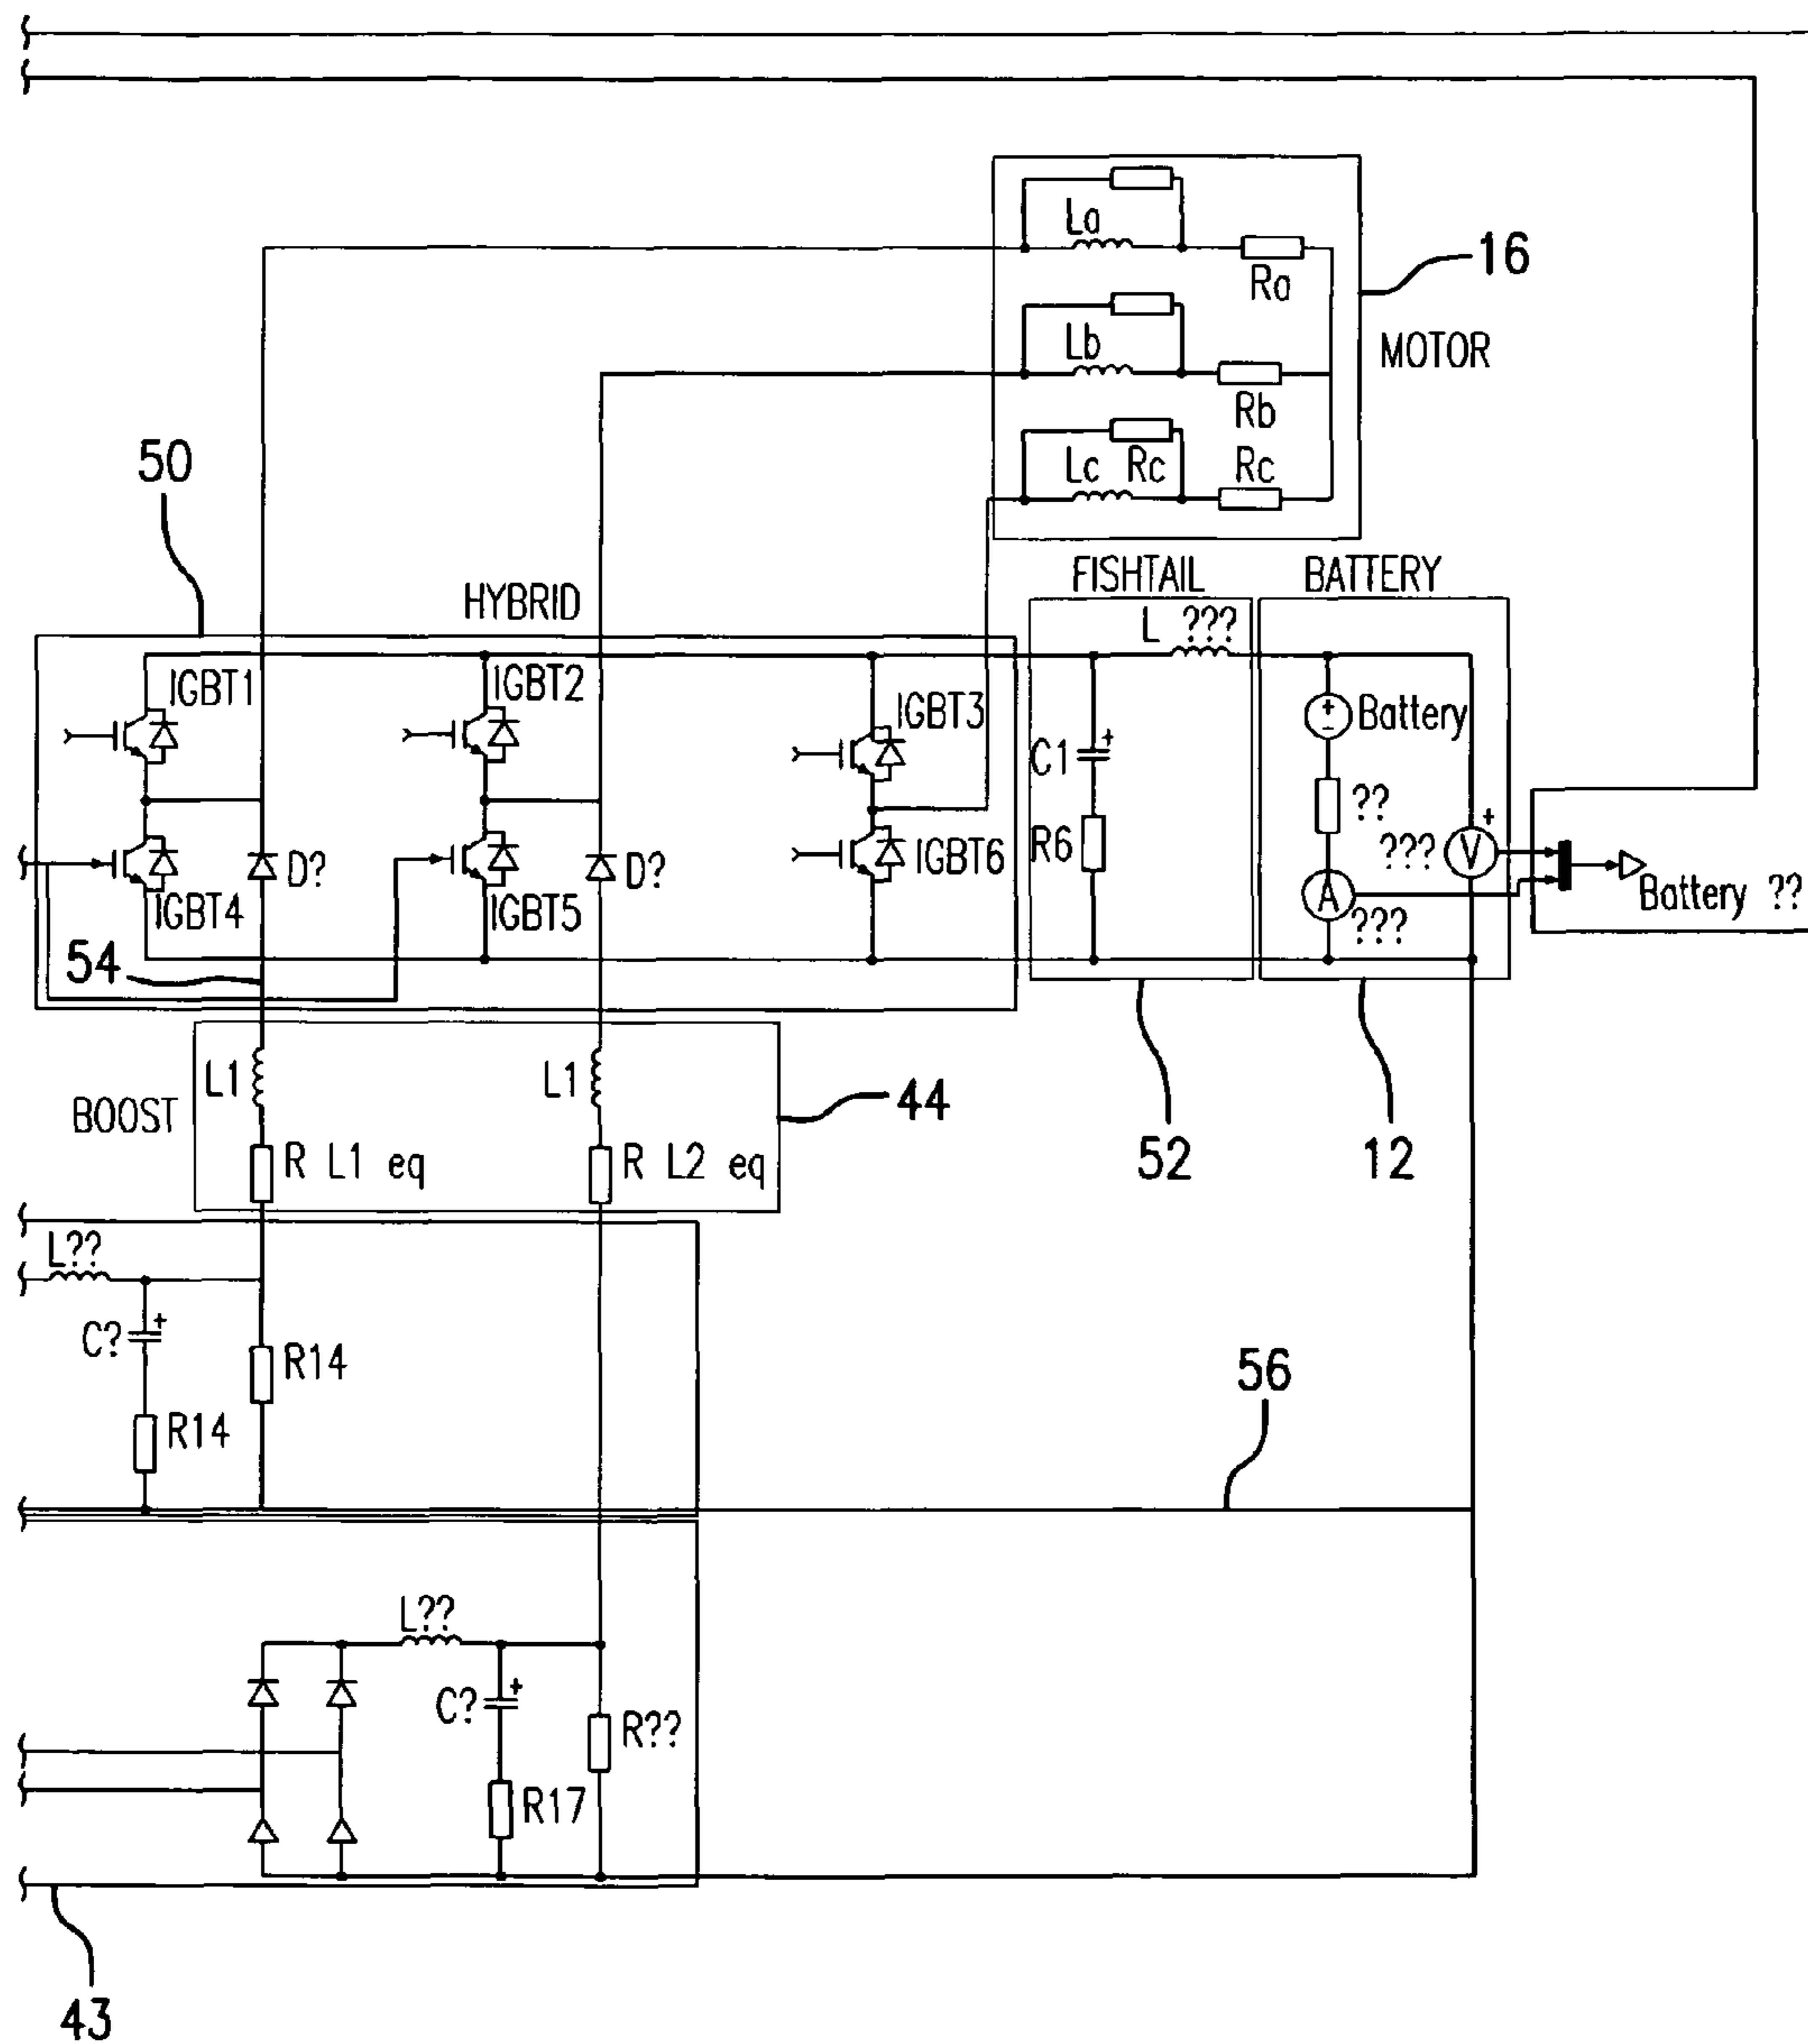 La
Ra
16
Lb
MOTOR
Rb
Lc Rc Rc
50
HYBRID
FISHTAIL
BATTERY
L ???
IGBT1
IGBT2
IGBT3
+
-
Battery
C1
+
??
+
R6
???
V
D?
D?
IGBT6
IGBT4
IGBT5
A
???
Battery ??
54
L1
L1
44
BOOST
52
12
R L1 eq
R L2 eq
L??
C?
+
R14
56
R14
L??
C?
+
R??
R17
43